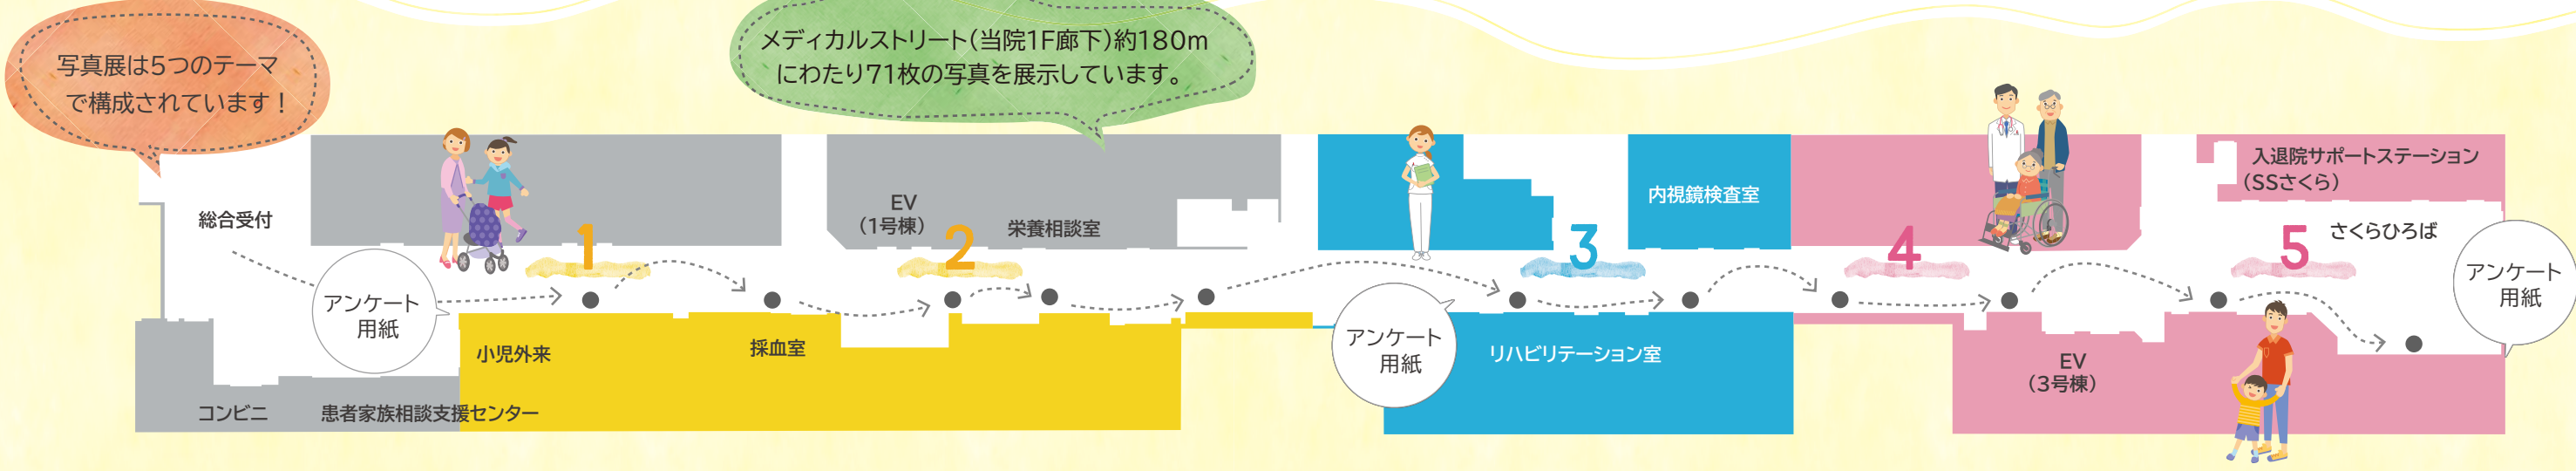 写真展は5つのテーマ
で構成されています！
メディカルストリート（当院1F廊下）約180m
にわたり71枚の写真を展示しています。
総合受付
アンケート
用紙
1
小児外来
コンビニ
患者家族相談支援センター
採血室
EV
（1号棟）
2
栄養相談室
アンケート
用紙
3
内視鏡検査室
リハビリテーション室
4
EV
（3号棟）
入退院サポートステーション
（SSさくら）
5
さくらひろば
アンケート
用紙